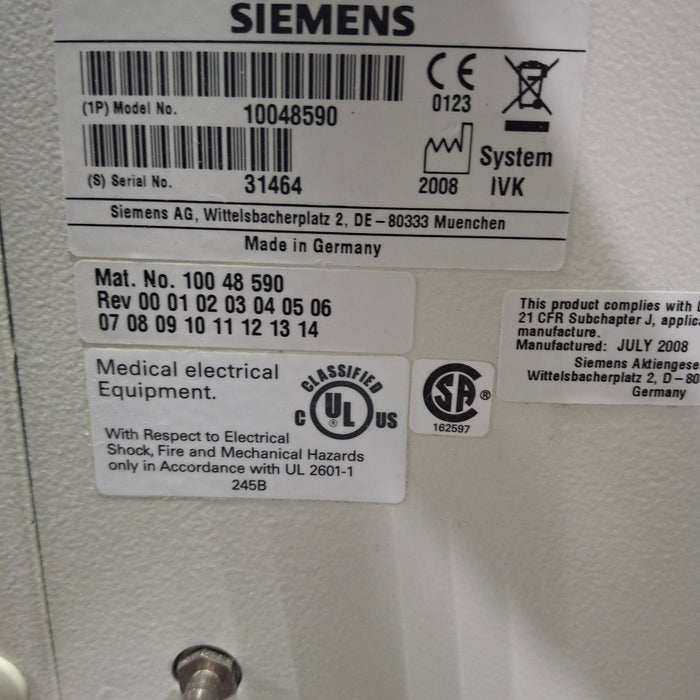 SIEMENS
(1P) Model No. 10048590
0123
(S) Serial No. 31464
2008
System
IVK
Siemens AG, Wittelsbacherplatz 2, DE-80333 Muenchen
Made in Germany
Mat. No. 100 48 590
Rev 00 01 02 03 04 05 06
07 08 09 10 11 12 13 14
This product complies with
21 CFR Subchapter J,
manufacture.
Manufactured: JULY 2008
Siemens
Wittelsbacherplatz 2, D-80
Germany
Medical electrical
Equipment.
CLASSIFIED
C UL ® US
With Respect to Electrical
Shock, Fire and Mechanical Hazards
only in Accordance with UL 2601-1
245B
SA ®
162597